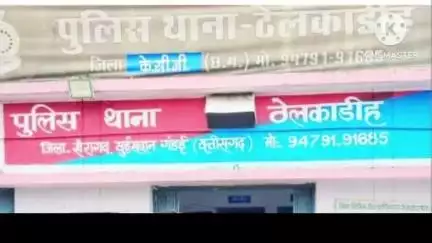 पुलिस थाना-ठेलकाडीह
जिला केसीजी (छ.ग.) मो. 94791-91685
पुलिस थाना ठेलकाडीह
जिला. खैरागढ़ छुईखदान गंडई (छत्तीसगढ़) मो. 94791.91685